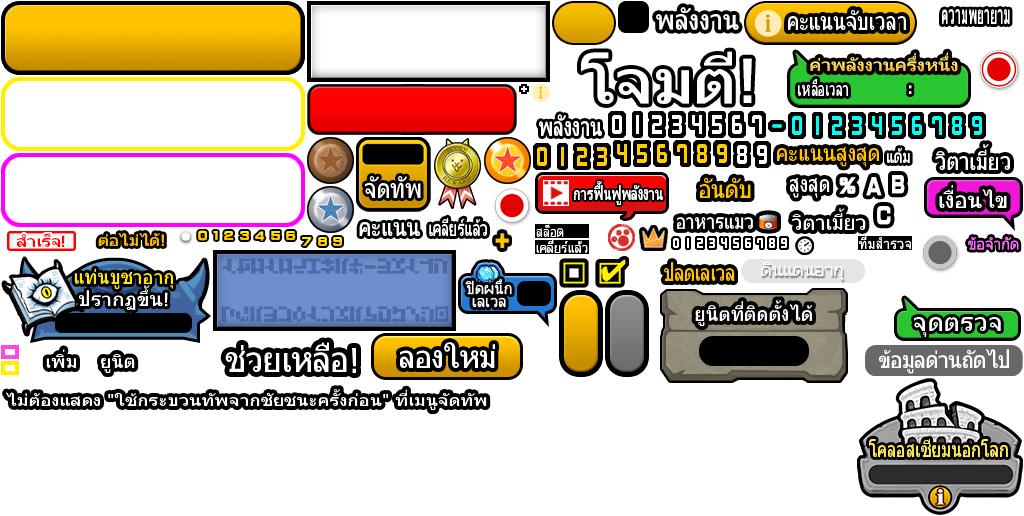 พลังงาน
คะแนนจับเวลา
ความพยายาม
โจมตี!
ค่าพลังงานครึ่งหนึ่ง
เหลือเวลา :
พลังงาน 01234567-0123456789
012345678989
คะแนนสูงสุด แต้ม
วิตาเมี้ยว
จัดทัพ
การฟื้นฟูพลังงาน
อันดับ
สูงสุด % A B
เงื่อนไข
คะแนน เคลียร์แล้ว
อาหารแมว
วิตาเมี้ยว C
สำเร็จ!
ต่อไม่ได้!
0123456
789
+
สล็อต
เคลียร์แล้ว
0123456789
ทีมสำรวจ
ข้อจำกัด
แท่นบูชาอากุ
ปรากฏขึ้น!
ปิดผนึก
เลเวล
ปลดเลเวล
ดินแดนอากุ
ยูนิตที่ติดตั้งได้
จุดตรวจ
เพิ่ม ยูนิต
ช่วยเหลือ!
ลองใหม่
ข้อมูลด่านถัดไป
ไม่ต้องแสดง "ใช้กระบวนทัพจากชัยชนะครั้งก่อน" ที่เมนูจัดทัพ
โคลอสเซียมนอกโลก